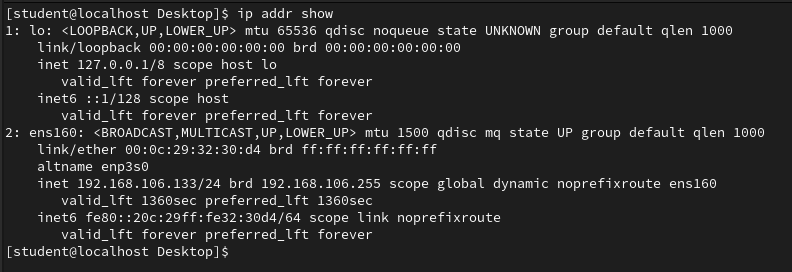 [student@localhost Desktop]$ ip addr show
1: lo: <LOOPBACK,UP,LOWER_UP> mtu 65536 qdisc noqueue state UNKNOWN group default qlen 1000
    link/loopback 00:00:00:00:00:00 brd 00:00:00:00:00:00
    inet 127.0.0.1/8 scope host lo
       valid_lft forever preferred_lft forever
    inet6 ::1/128 scope host
       valid_lft forever preferred_lft forever
2: ens160: <BROADCAST,MULTICAST,UP,LOWER_UP> mtu 1500 qdisc mq state UP group default qlen 1000
    link/ether 00:0c:29:32:30:d4 brd ff:ff:ff:ff:ff:ff
    altname enp3s0
    inet 192.168.106.133/24 brd 192.168.106.255 scope global dynamic noprefixroute ens160
       valid_lft 1360sec preferred_lft 1360sec
    inet6 fe80::20c:29ff:fe32:30d4/64 scope link noprefixroute
       valid_lft forever preferred_lft forever
[student@localhost Desktop]$